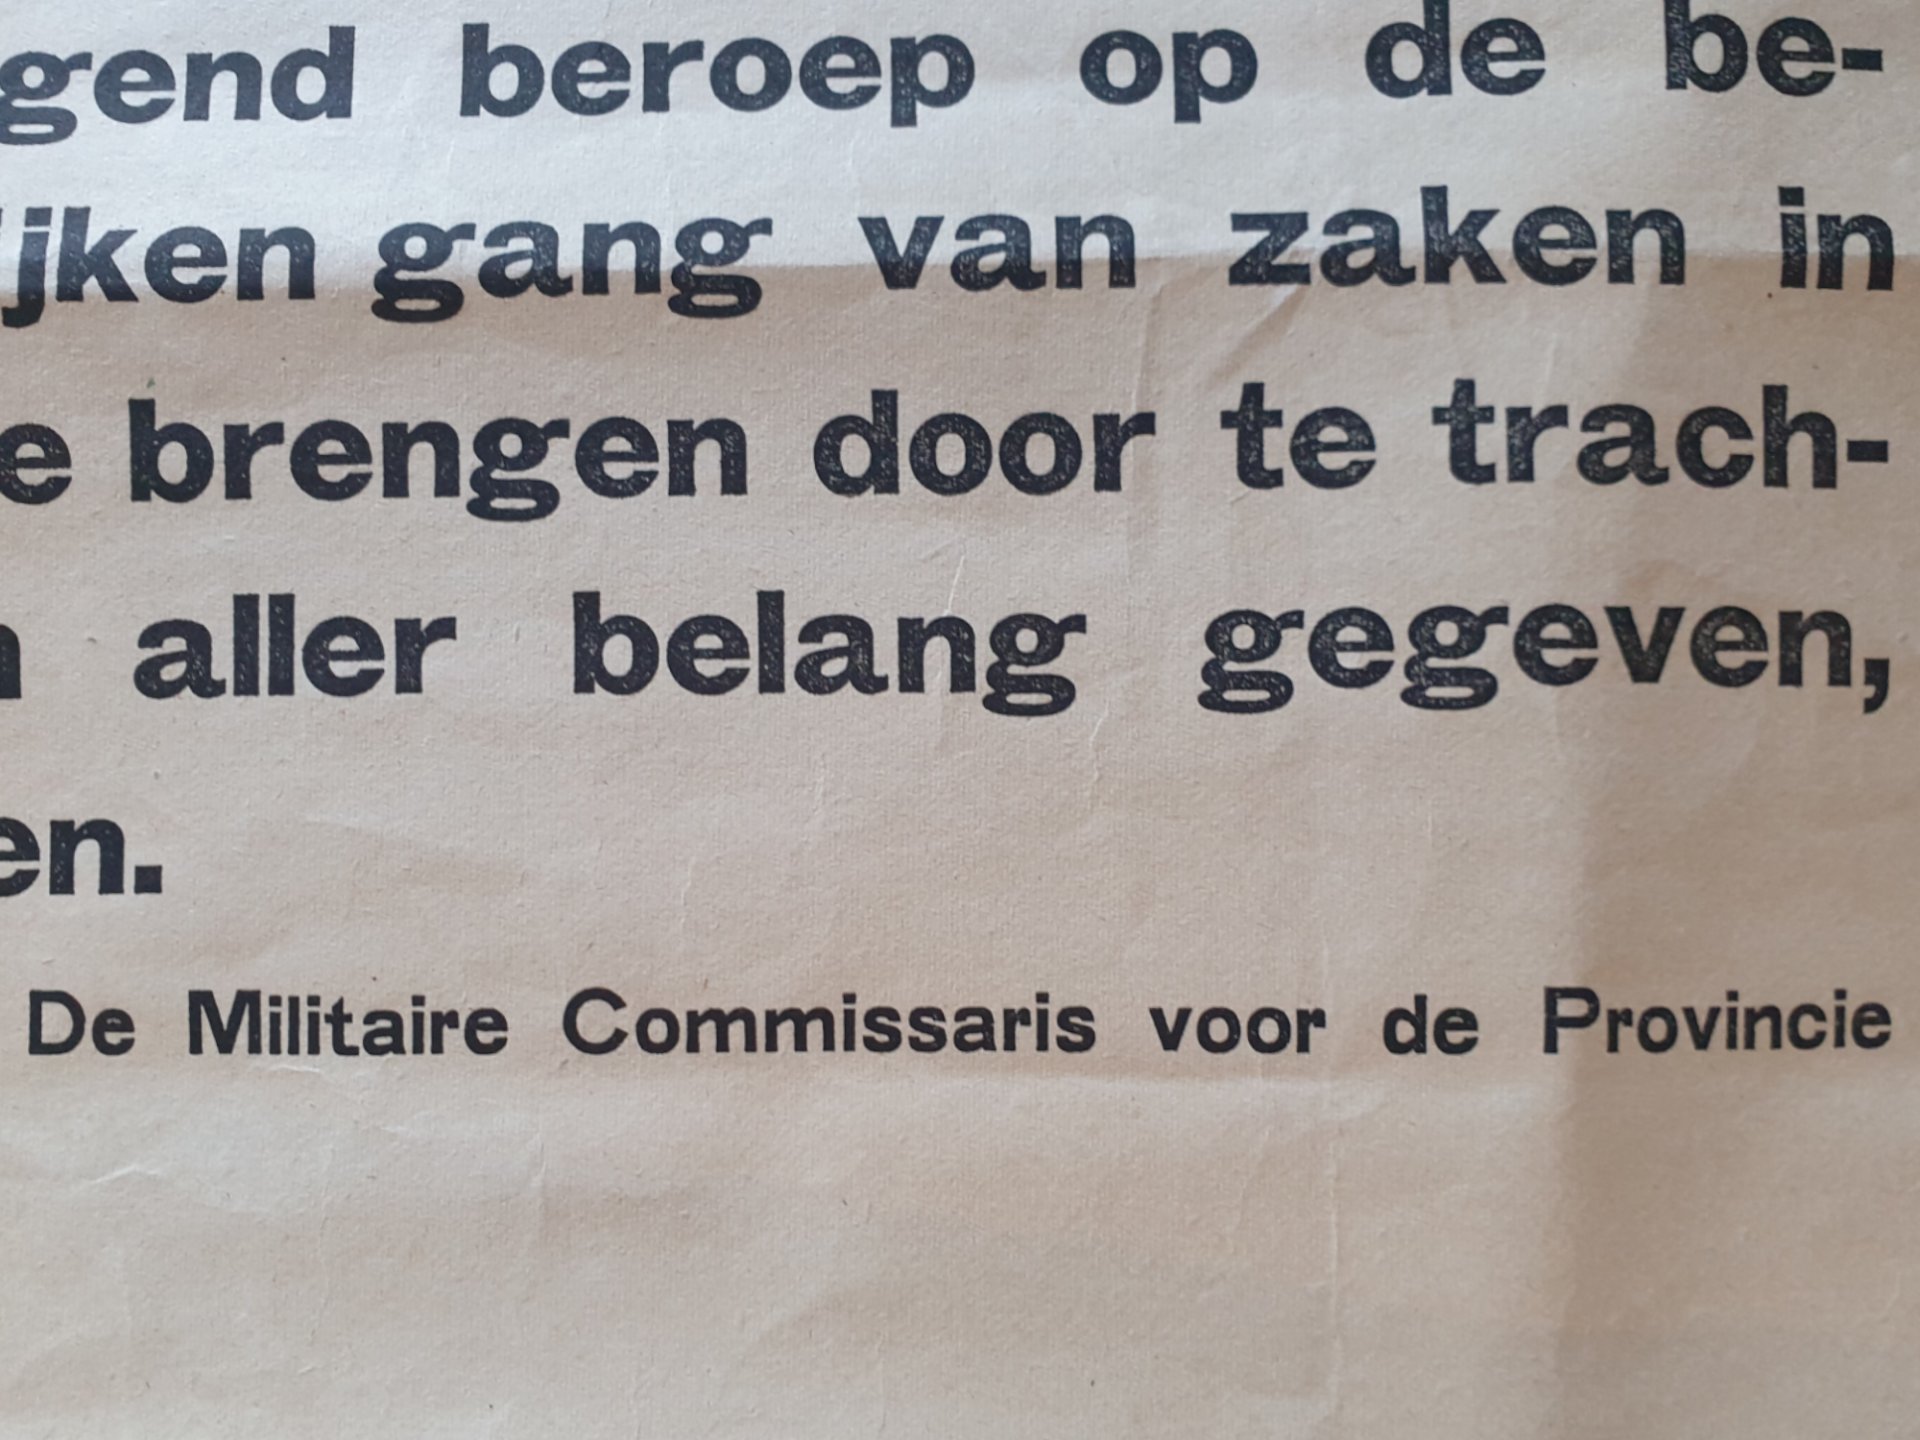 gend beroep op de be-
ijken gang van zaken in
e brengen door te trach-
aller belang gegeven,
en.
De Militaire Commissaris voor de Provincie